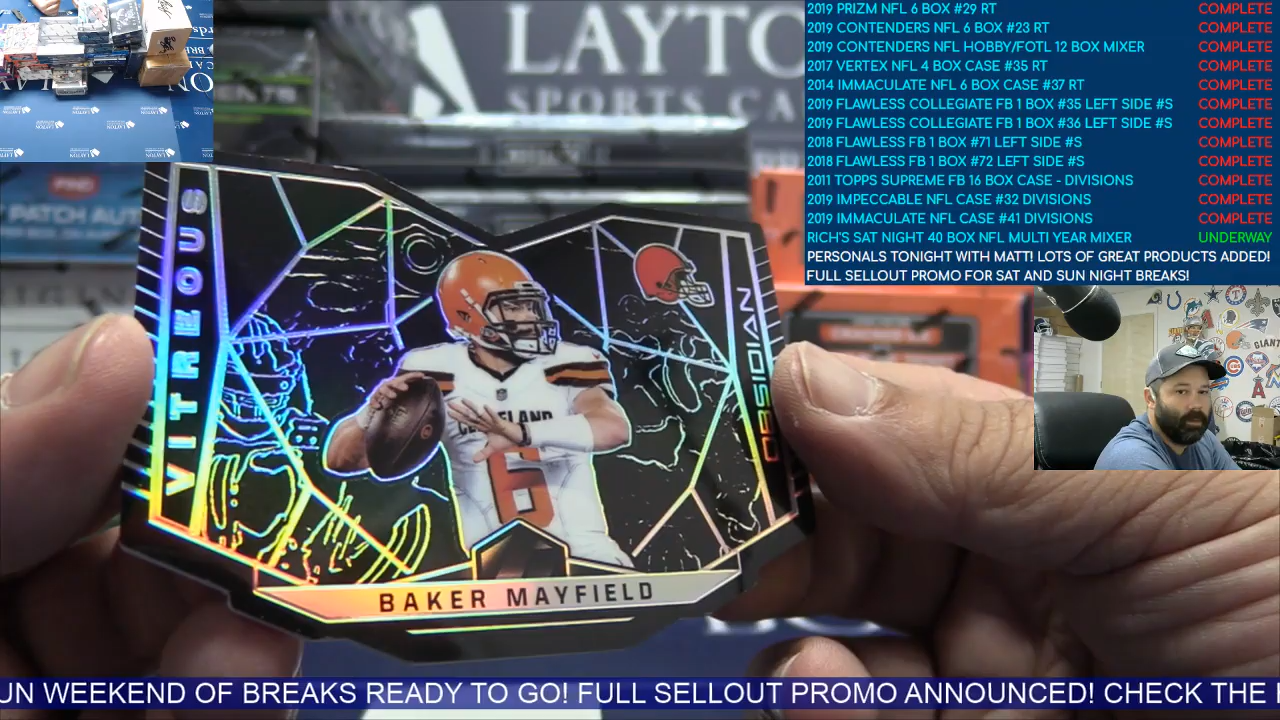 2019 PRIZM NFL 6 BOX #29 RT COMPLETE
2019 CONTENDERS NFL 6 BOX #23 RT COMPLETE
2019 CONTENDERS NFL HOBBY/FOTL 12 BOX MIXER COMPLETE
2017 VERTEX NFL 4 BOX CASE #35 RT COMPLETE
2014 IMMACULATE NFL 6 BOX CASE #37 RT COMPLETE
2019 FLAWLESS COLLEGIATE FB 1 BOX #35 LEFT SIDE #S COMPLETE
2019 FLAWLESS COLLEGIATE FB 1 BOX #36 LEFT SIDE #S COMPLETE
2018 FLAWLESS FB 1 BOX #71 LEFT SIDE #S COMPLETE
2018 FLAWLESS FB 1 BOX #72 LEFT SIDE #S COMPLETE
2011 TOPPS SUPREME FB 16 BOX CASE - DIVISIONS COMPLETE
2019 IMPECCABLE NFL CASE #32 DIVISIONS COMPLETE
2019 IMMACULATE NFL CASE #41 DIVISIONS COMPLETE
RICH'S SAT NIGHT 40 BOX NFL MULTI YEAR MIXER UNDERWAY
PERSONALS TONIGHT WITH MATT! LOTS OF GREAT PRODUCTS ADDED!
FULL SELLOUT PROMO FOR SAT AND SUN NIGHT BREAKS!
LAYTO
SPORTS CA
PATCH AUT
VITREOUS
OBSIDIAN
CLEVELAND
6
BAKER MAYFIELD
GIANT
UN WEEKEND OF BREAKS READY TO GO! FULL SELLOUT PROMO ANNOUNCED! CHECK THE